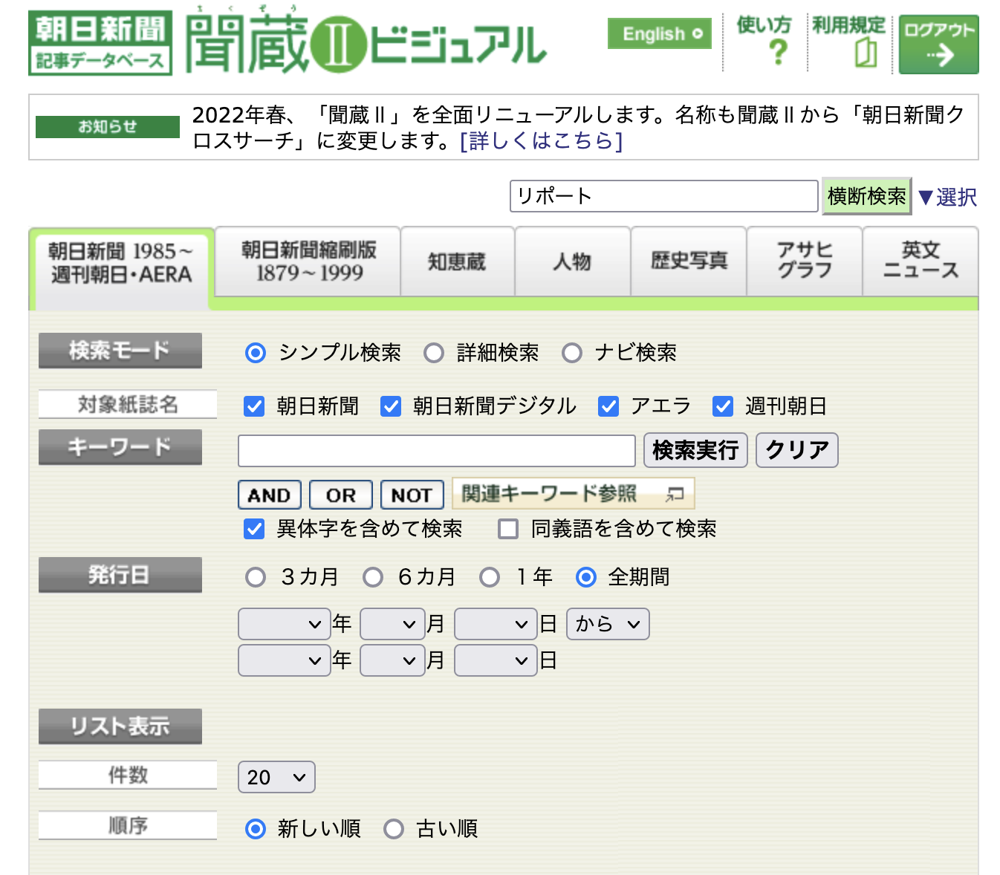 きくぞう
朝日新聞
記事データベース
聞蔵Ⅱビジュアル
English
使い方
?
利用規定
ログアウト
お知らせ
2022年春、「聞蔵Ⅱ」を全面リニューアルします。名称も聞蔵Ⅱから「朝日新聞ク
ロスサーチ」に変更します。[詳しくはこちら]
リポート
横断検索
▼選択
朝日新聞 1985～
週刊朝日・AERA
朝日新聞縮刷版
1879～1999
知恵蔵
人物
歴史写真
アサヒ
グラフ
英文
ニュース
検索モード
シンプル検索 詳細検索 ナビ検索
対象紙誌名
朝日新聞 朝日新聞デジタル アエラ 週刊朝日
キーワード
検索実行 クリア
AND OR NOT 関連キーワード参照
異体字を含めて検索 同義語を含めて検索
発行日
３カ月 ６カ月 １年 全期間
年 月 日 から
年 月 日
リスト表示
件数
20
順序
新しい順 古い順